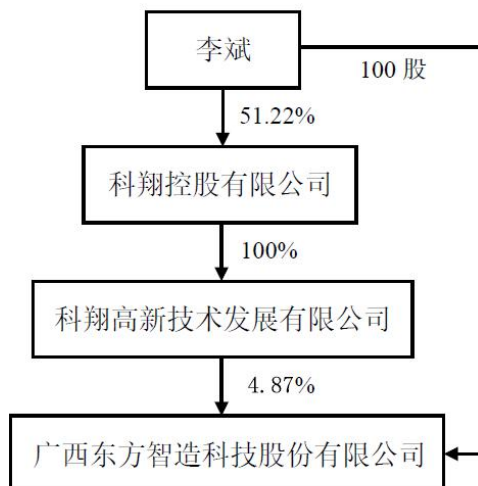 李斌
100 股
51.22%
科翔控股有限公司
100%
科翔高新技术发展有限公司
4.87%
广西东方智造科技股份有限公司